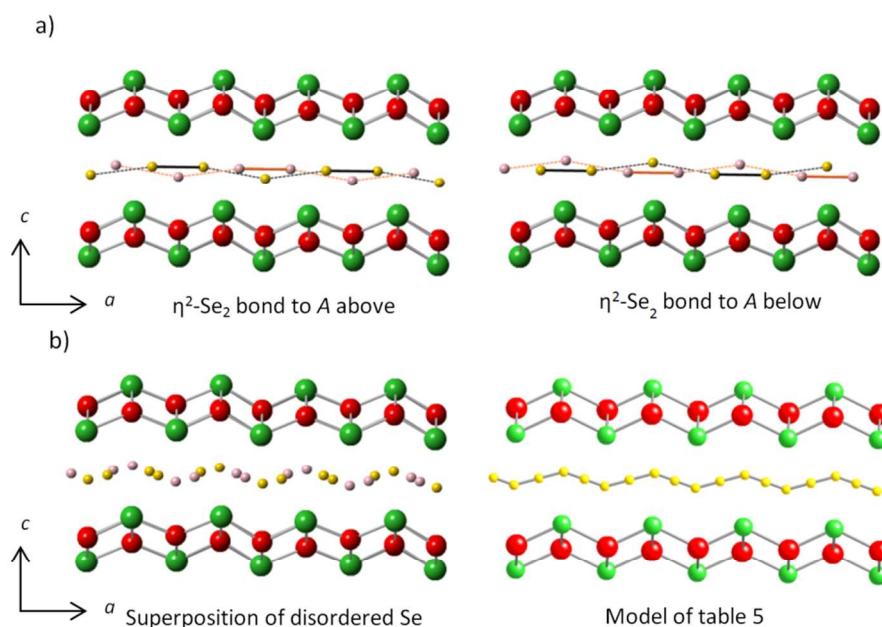 a)
c
a
η²-Se₂ bond to A above
η²-Se₂ bond to A below
b)
c
a
Superposition of disordered Se
Model of table 5